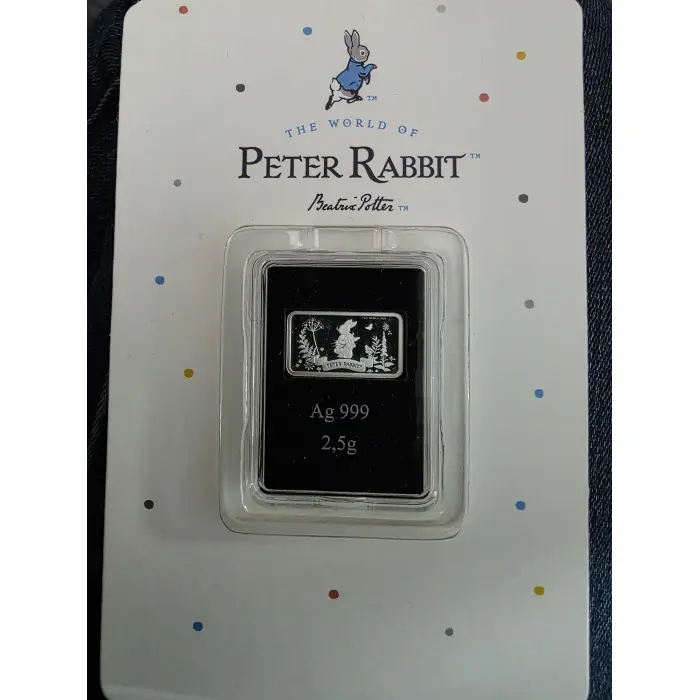 THE WORLD OF
PETER RABBIT™
Beatrix Potter™
PETER RABBIT
Ag 999
2,5g